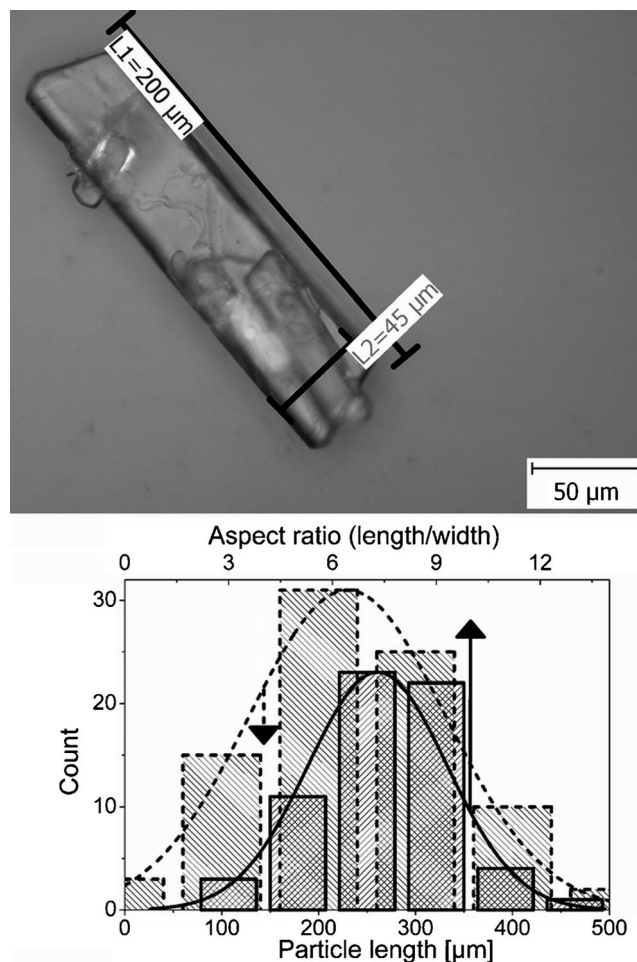 L1=200 µm
L2=45 µm
50 µm
Aspect ratio (length/width)
0 3 6 9 12
30
20
10
0
Count
0 100 200 300 400 500
Particle length [µm]